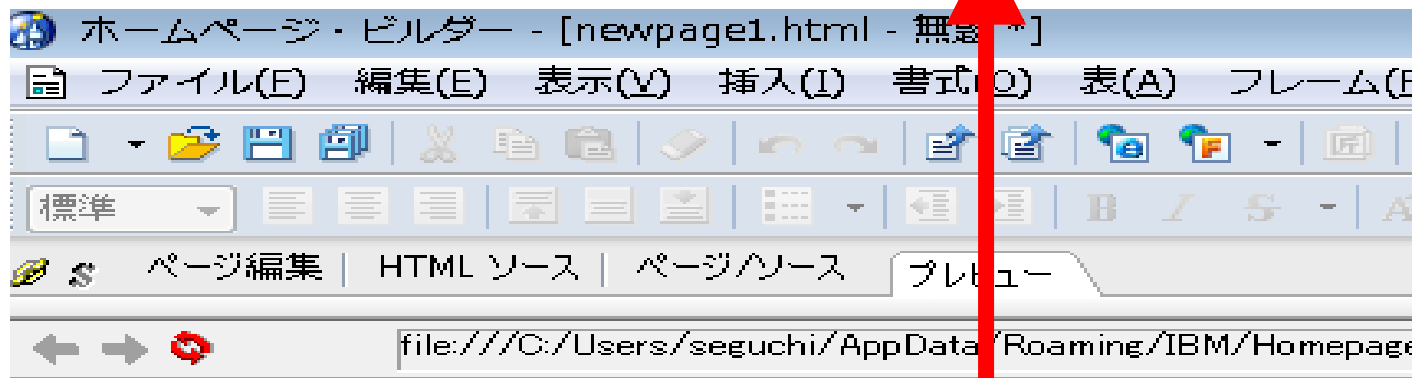 ホームページ・ビルダー - [newpage1.html - 無題 *]
ファイル(F) 編集(E) 表示(V) 挿入(I) 書式(O) 表(A) フレーム(
標準 B I S A
ページ編集 | HTML ソース | ページ/ソース プレビュー
file:///C:/Users/seguchi/AppData/Roaming/IBM/Homepage